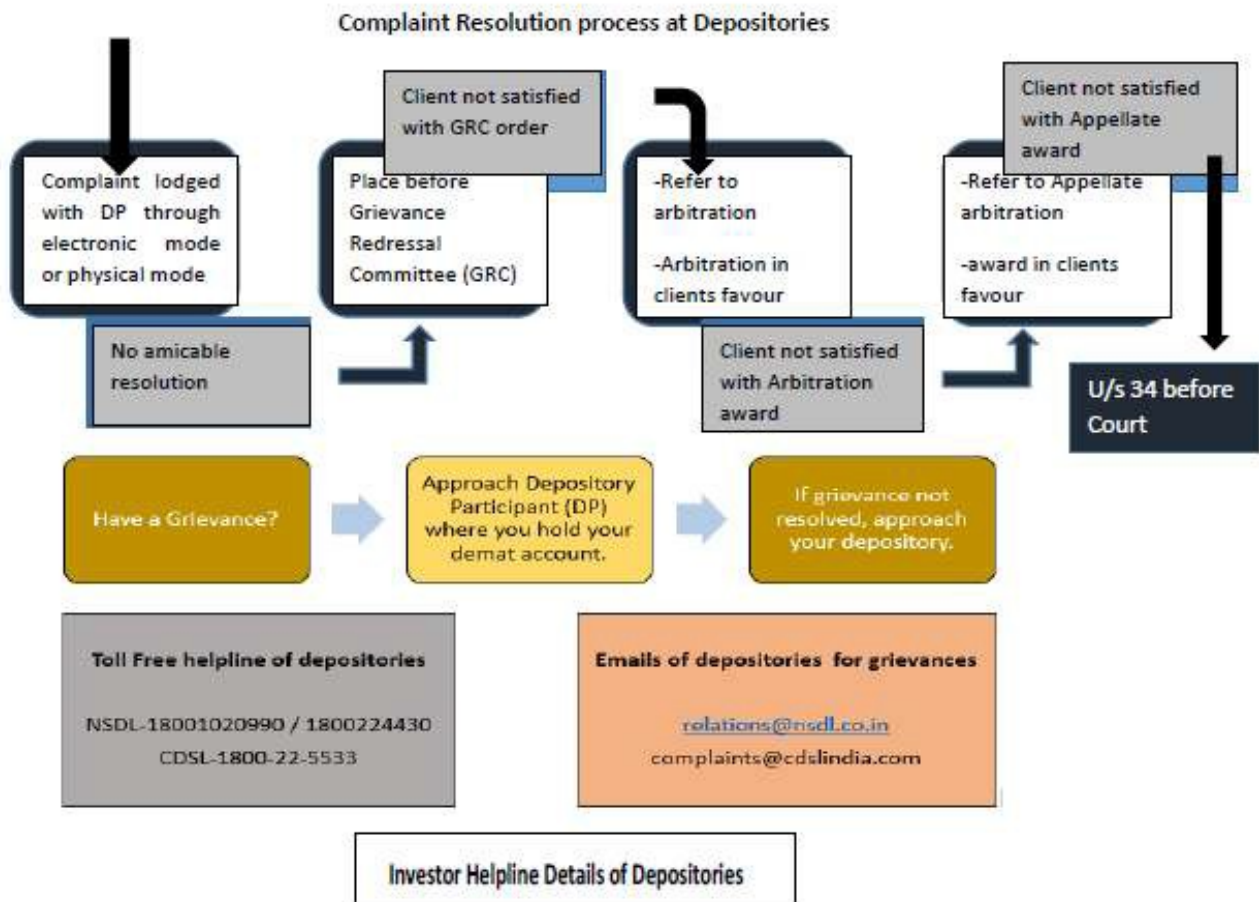 Complaint Resolution process at Depositories
Client not satisfied
with GRC order
Client not satisfied
with Appellate
award
Complaint lodged
with DP through
electronic mode
or physical mode
Place before
Grievance
Redressal
Committee (GRC)
-Refer to
arbitration
-Arbitration in
clients favour
-Refer to Appellate
arbitration
-award in clients
favour
No amicable
resolution
Client not satisfied
with Arbitration
award
U/s 34 before
Court
Have a Grievance?
Approach Depository
Participant (DP)
where you hold your
demat account.
If grievance not
resolved, approach
your depository.
Toll Free helpline of depositories
NSDL-18001020990 / 1800224430
CDSL-1800-22-5533
Emails of depositories for grievances
relations@nsdl.co.in
complaints@cdslindia.com
Investor Helpline Details of Depositories